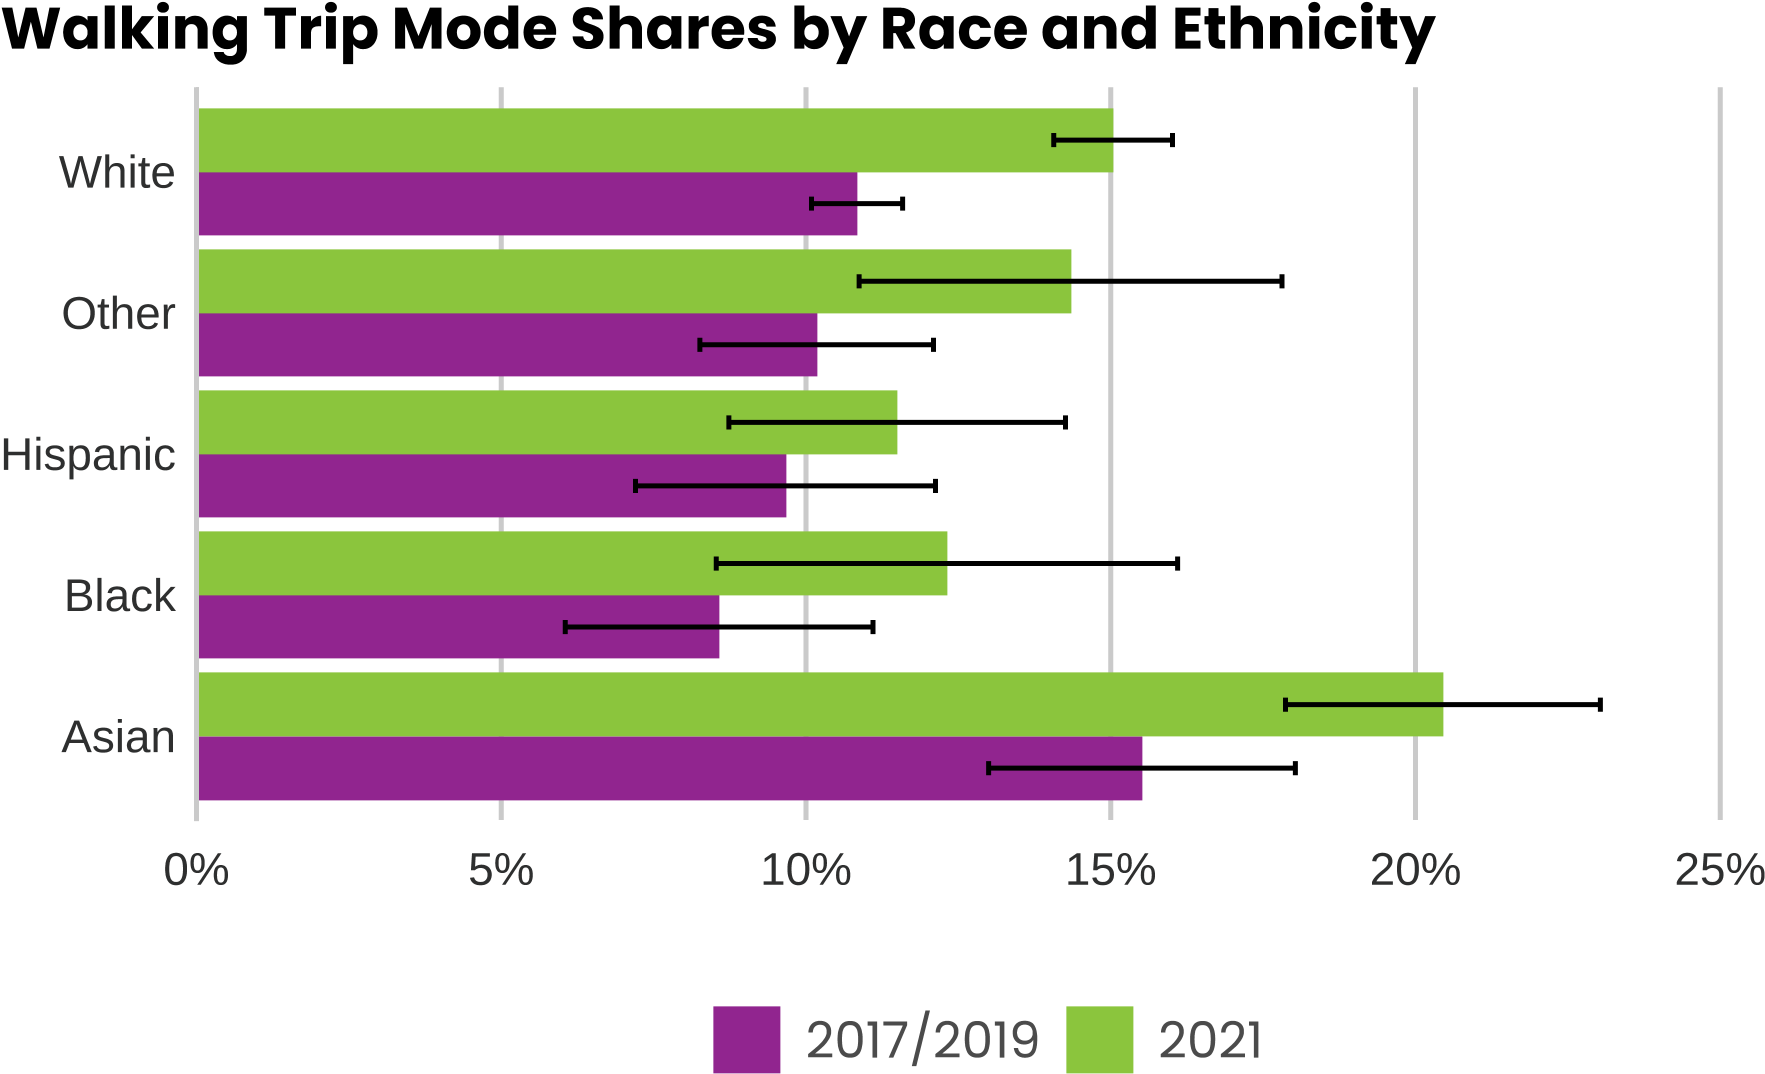 Walking Trip Mode Shares by Race and Ethnicity
White
Other
Hispanic
Black
Asian
0% 5% 10% 15% 20% 25%
2017/2019 2021